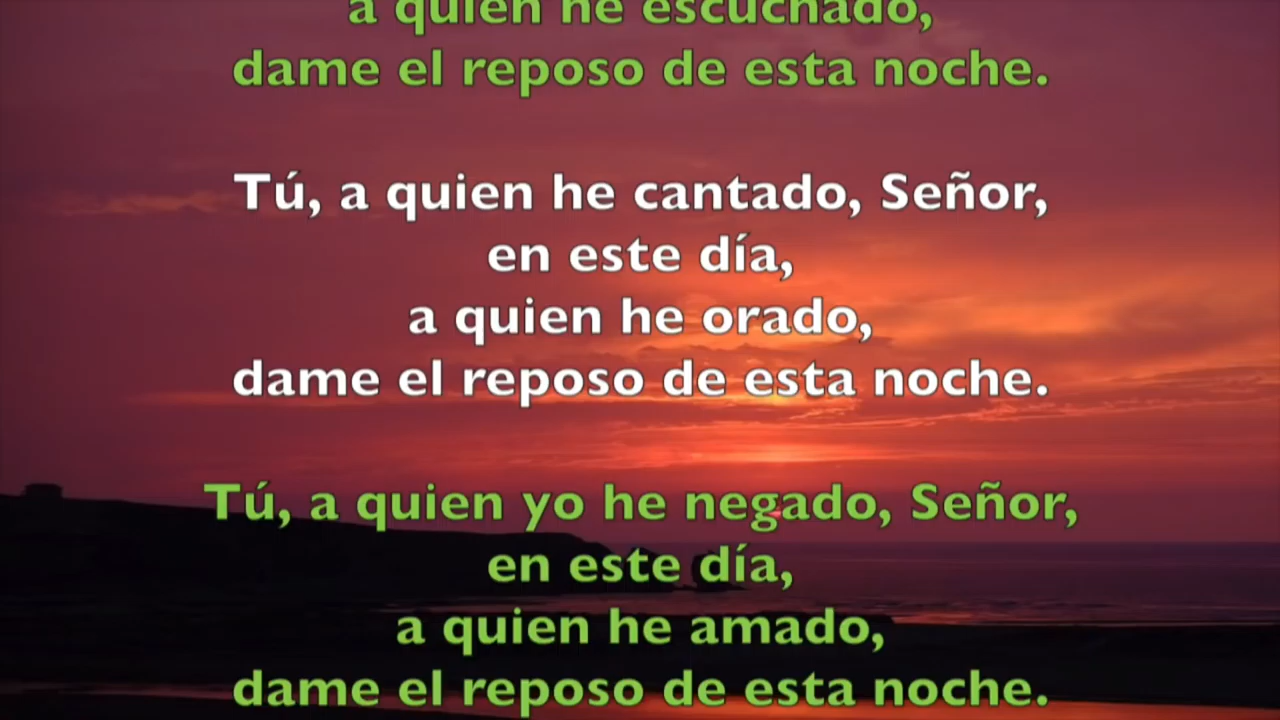 a quien he escuchado,
dame el reposo de esta noche.
Tú, a quien he cantado, Señor,
en este día,
a quien he orado,
dame el reposo de esta noche.
Tú, a quien yo he negado, Señor,
en este día,
a quien he amado,
dame el reposo de esta noche.